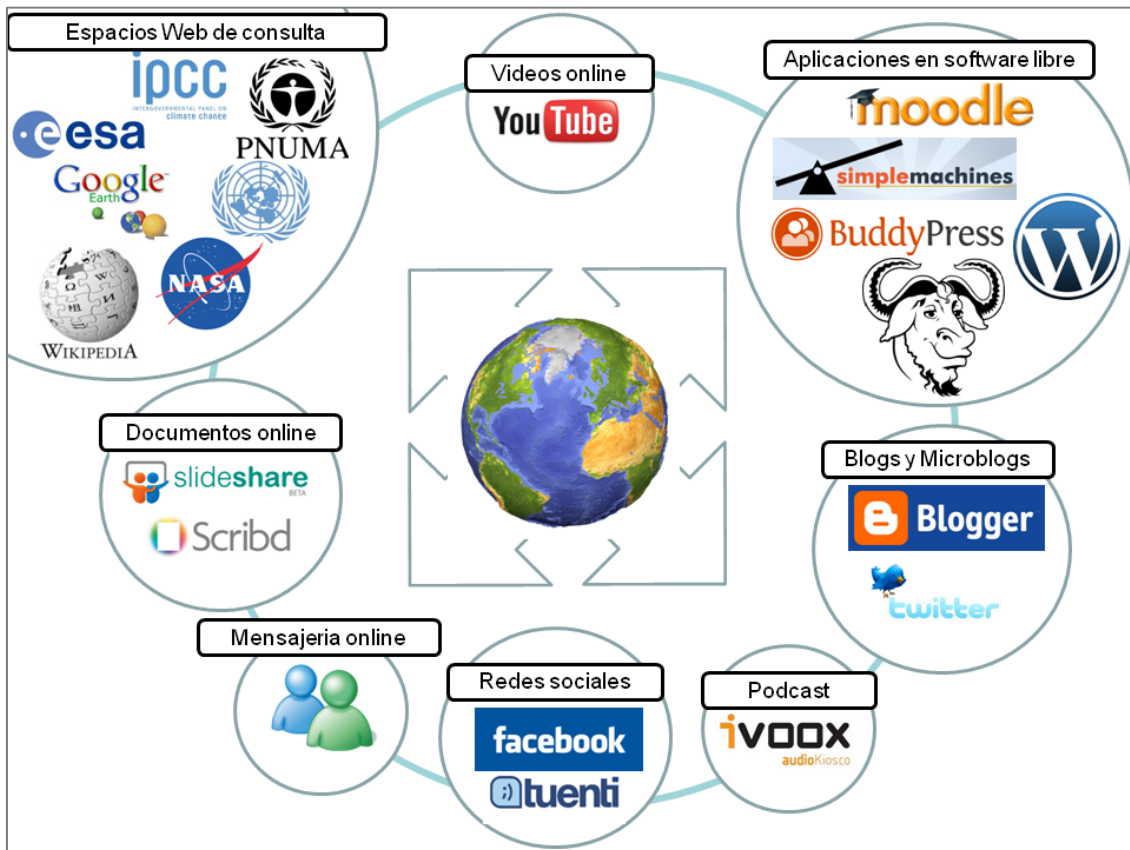 Espacios Web de consulta
ipcc
INTERGOVERNMENTAL PANEL ON
climate change
PNUMA
eesa
Google™
Earth
NASA
WIKIPEDIA
Videos online
YouTube
Aplicaciones en software libre
moodle
simplemachines
BuddyPress
W
Documentos online
slideshare
BETA
Scribd
Blogs y Microblogs
Blogger
twitter
Mensajeria online
Redes sociales
facebook
;)
tuenti
Podcast
iVOOX
audioKiosco